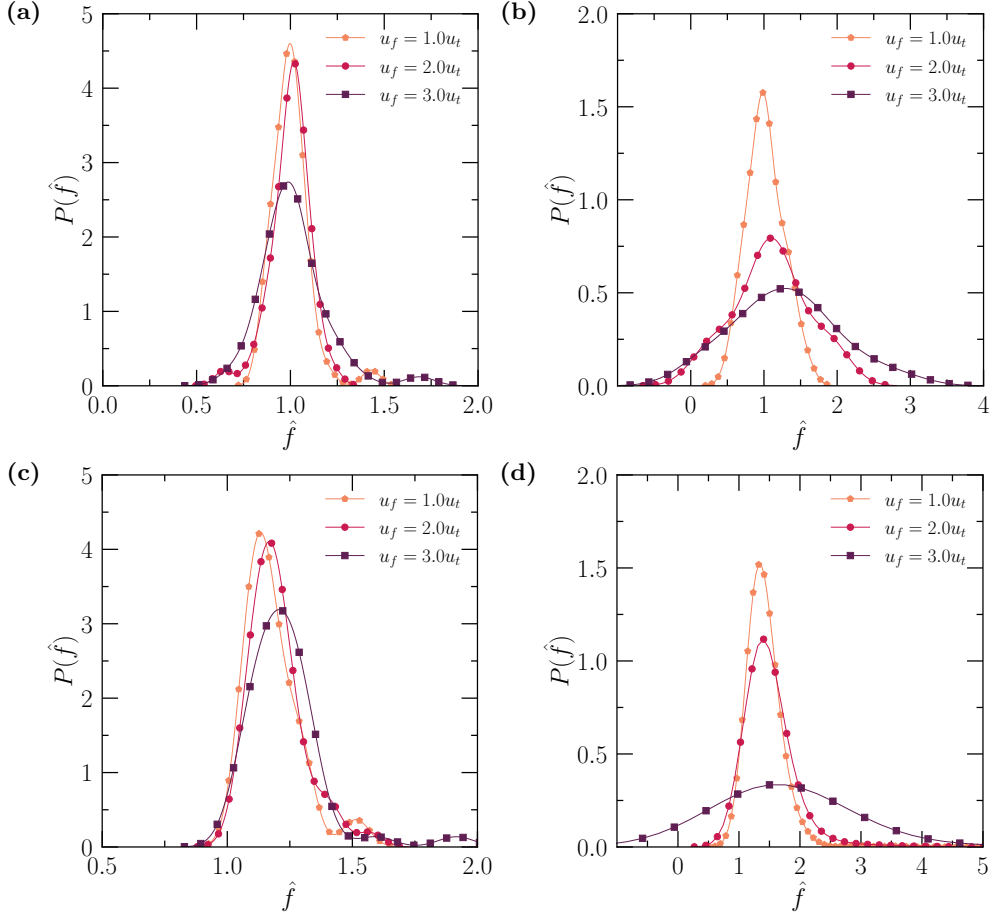 (a)
5
4
3
2
1
0
P(f̂)
u_f = 1.0u_t
u_f = 2.0u_t
u_f = 3.0u_t
0.0 0.5 1.0 1.5 2.0
f̂
(b)
2.0
1.5
1.0
0.5
0.0
P(f̂)
u_f = 1.0u_t
u_f = 2.0u_t
u_f = 3.0u_t
0 1 2 3 4
f̂
(c)
5
4
3
2
1
0
P(f̂)
u_f = 1.0u_t
u_f = 2.0u_t
u_f = 3.0u_t
0.5 1.0 1.5 2.0
f̂
(d)
2.0
1.5
1.0
0.5
0.0
P(f̂)
u_f = 1.0u_t
u_f = 2.0u_t
u_f = 3.0u_t
0 1 2 3 4 5
f̂